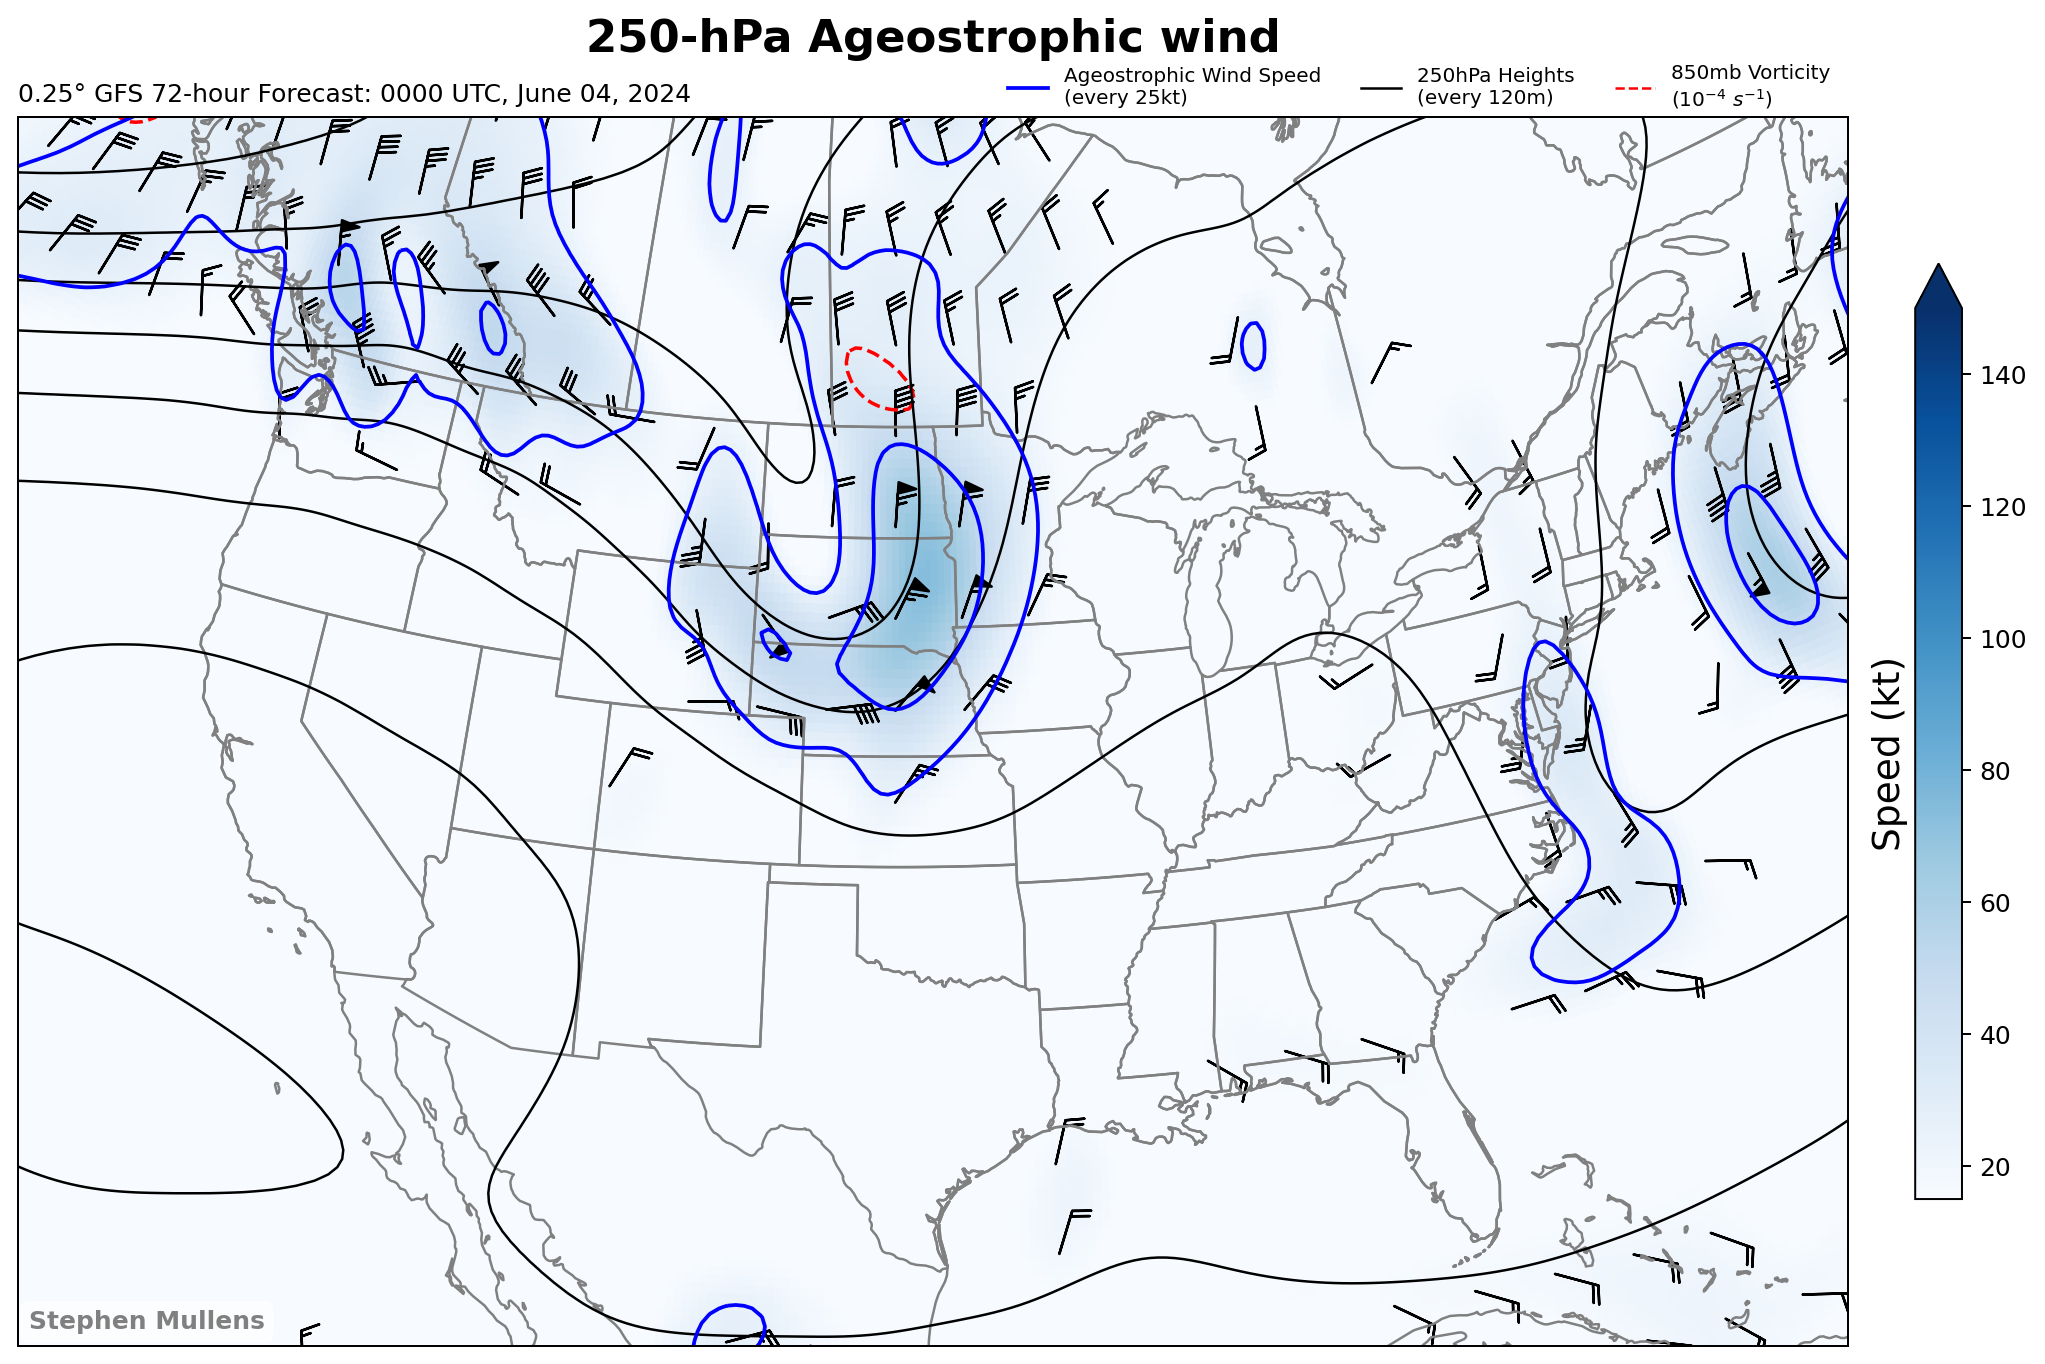 250-hPa Ageostrophic wind
0.25° GFS 72-hour Forecast: 0000 UTC, June 04, 2024
Ageostrophic Wind Speed
(every 25kt)
250hPa Heights
(every 120m)
850mb Vorticity
(10⁻⁴ s⁻¹)
140
120
100
80
60
40
20
Speed (kt)
Stephen Mullens